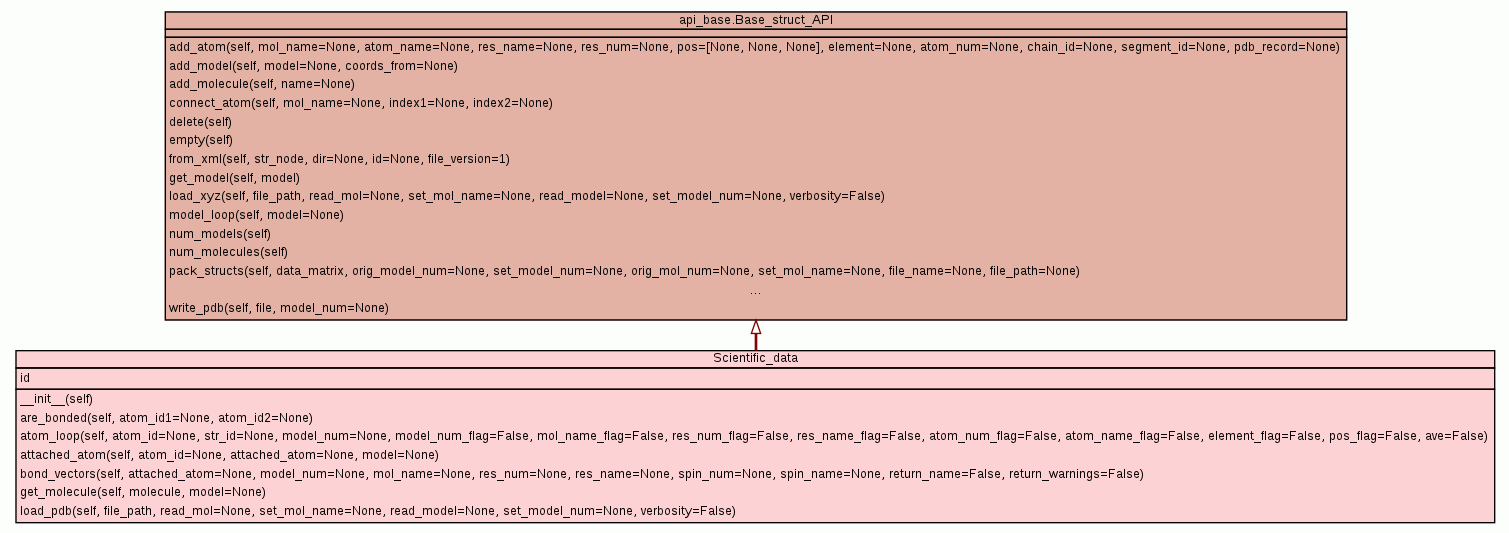 api_base.Base_struct_API
add_atom(self, mol_name=None, atom_name=None, res_name=None, res_num=None, pos=[None, None, None], element=None, atom_num=None, chain_id=None, segment_id=None, pdb_record=None)
add_model(self, model=None, coords_from=None)
add_molecule(self, name=None)
connect_atom(self, mol_name=None, index1=None, index2=None)
delete(self)
empty(self)
from_xml(self, str_node, dir=None, id=None, file_version=1)
get_model(self, model)
load_xyz(self, file_path, read_mol=None, set_mol_name=None, read_model=None, set_model_num=None, verbosity=False)
model_loop(self, model=None)
num_models(self)
num_molecules(self)
pack_structs(self, data_matrix, orig_model_num=None, set_model_num=None, orig_mol_num=None, set_mol_name=None, file_name=None, file_path=None)
...
write_pdb(self, file, model_num=None)
Scientific_data
id
__init__(self)
are_bonded(self, atom_id1=None, atom_id2=None)
atom_loop(self, atom_id=None, str_id=None, model_num=None, model_num_flag=False, mol_name_flag=False, res_num_flag=False, res_name_flag=False, atom_num_flag=False, atom_name_flag=False, element_flag=False, pos_flag=False, ave=False)
attached_atom(self, atom_id=None, attached_atom=None, model=None)
bond_vectors(self, attached_atom=None, model_num=None, mol_name=None, res_num=None, res_name=None, spin_num=None, spin_name=None, return_name=False, return_warnings=False)
get_molecule(self, molecule, model=None)
load_pdb(self, file_path, read_mol=None, set_mol_name=None, read_model=None, set_model_num=None, verbosity=False)